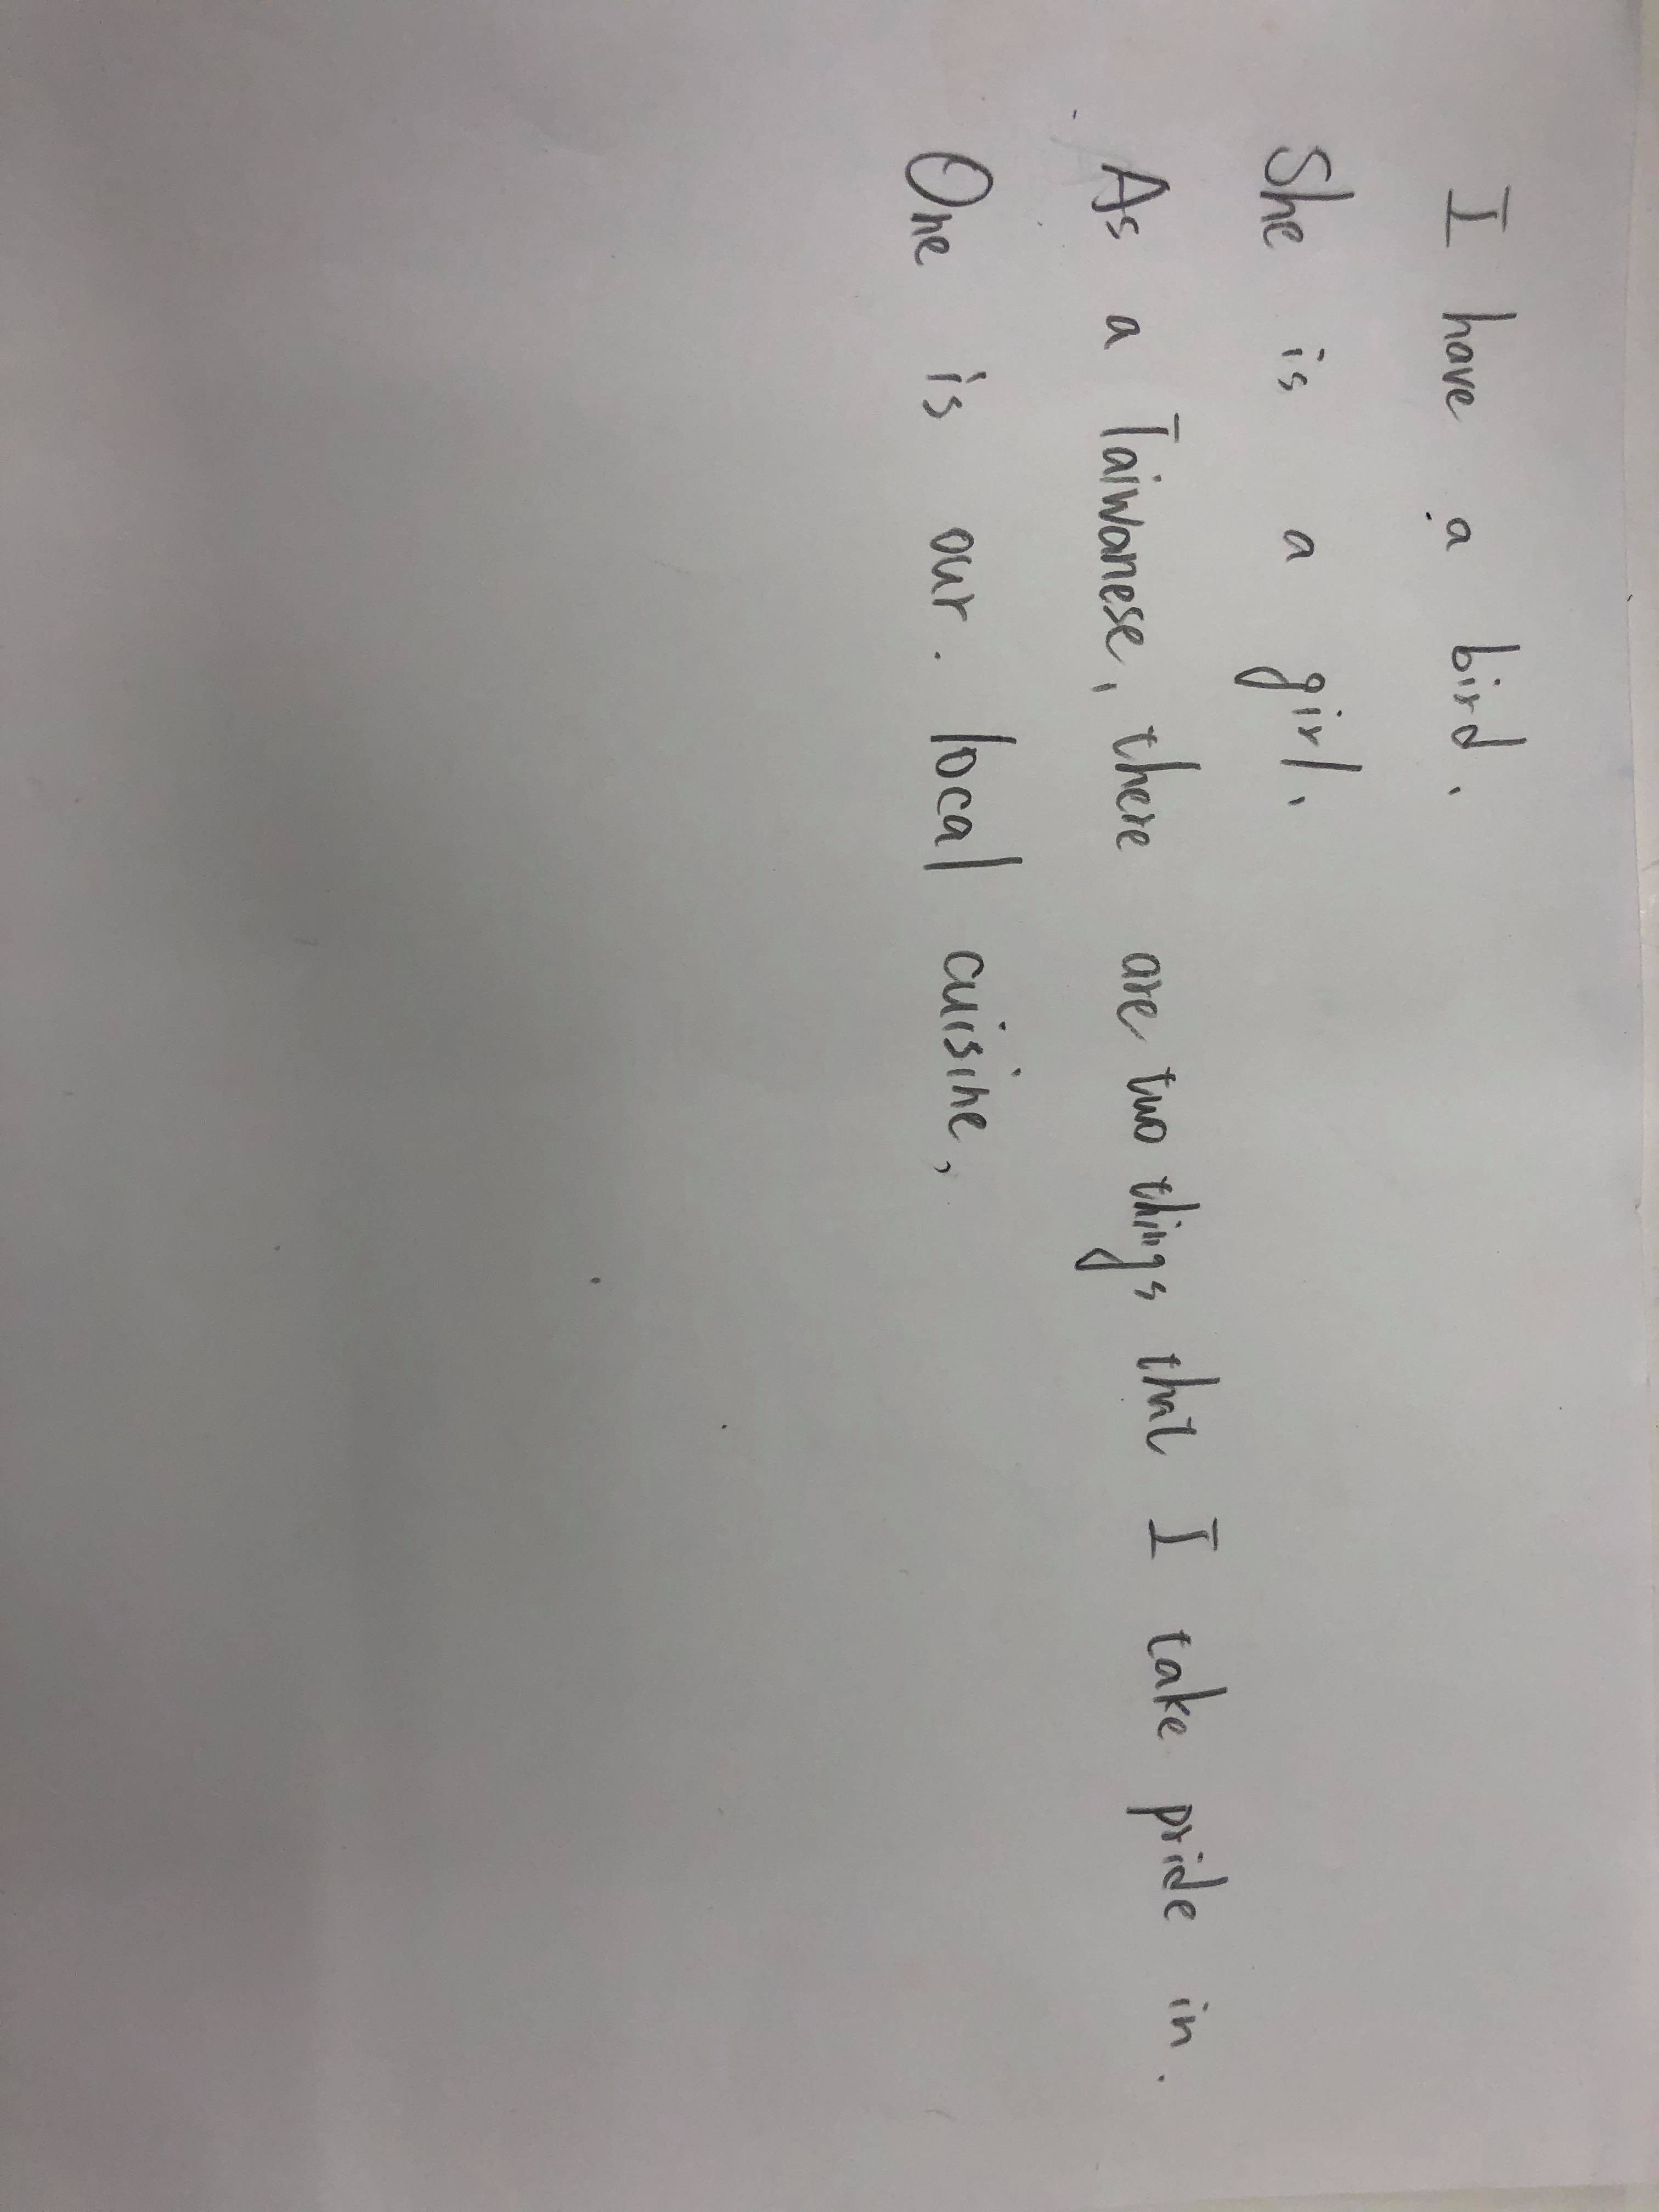 I have a bird.
She is a girl.
As a Taiwanese, there are two things that I take pride in.
One is our. local cuisine,